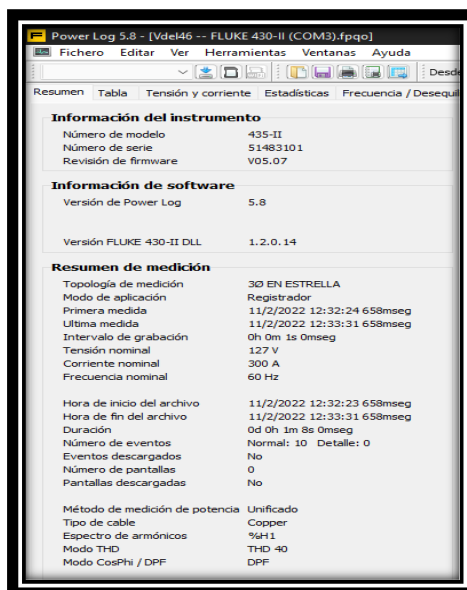 Power Log 5.8 - [Vdel46 -- FLUKE 430-II (COM3).fpqo]
Fichero Editar Ver Herramientas Ventanas Ayuda
Desde
Resumen Tabla Tensión y corriente Estadísticas Frecuencia / Desequil
Información del instrumento
Número de modelo 435-II
Número de serie 51483101
Revisión de firmware V05.07
Información de software
Versión de Power Log 5.8
Versión FLUKE 430-II DLL 1.2.0.14
Resumen de medición
Topología de medición 3Ø EN ESTRELLA
Modo de aplicación Registrador
Primera medida 11/2/2022 12:32:24 658mseg
Ultima medida 11/2/2022 12:33:31 658mseg
Intervalo de grabación 0h 0m 1s 0mseg
Tensión nominal 127 V
Corriente nominal 300 A
Frecuencia nominal 60 Hz
Hora de inicio del archivo 11/2/2022 12:32:23 658mseg
Hora de fin del archivo 11/2/2022 12:33:31 658mseg
Duración 0d 0h 1m 8s 0mseg
Número de eventos Normal: 10 Detalle: 0
Eventos descargados No
Número de pantallas 0
Pantallas descargadas No
Método de medición de potencia Unificado
Tipo de cable Copper
Espectro de armónicos %H1
Modo THD THD 40
Modo CosPhi / DPF DPF